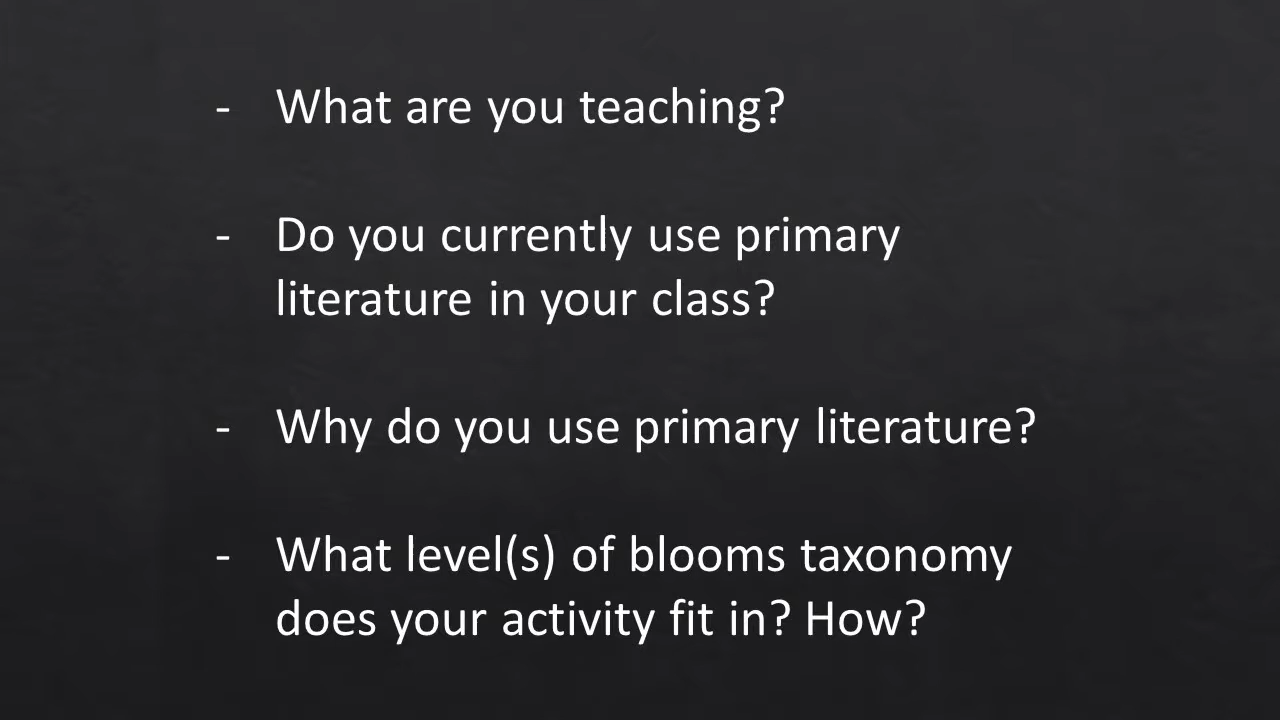 - What are you teaching?
- Do you currently use primary
literature in your class?
- Why do you use primary literature?
- What level(s) of blooms taxonomy
does your activity fit in? How?